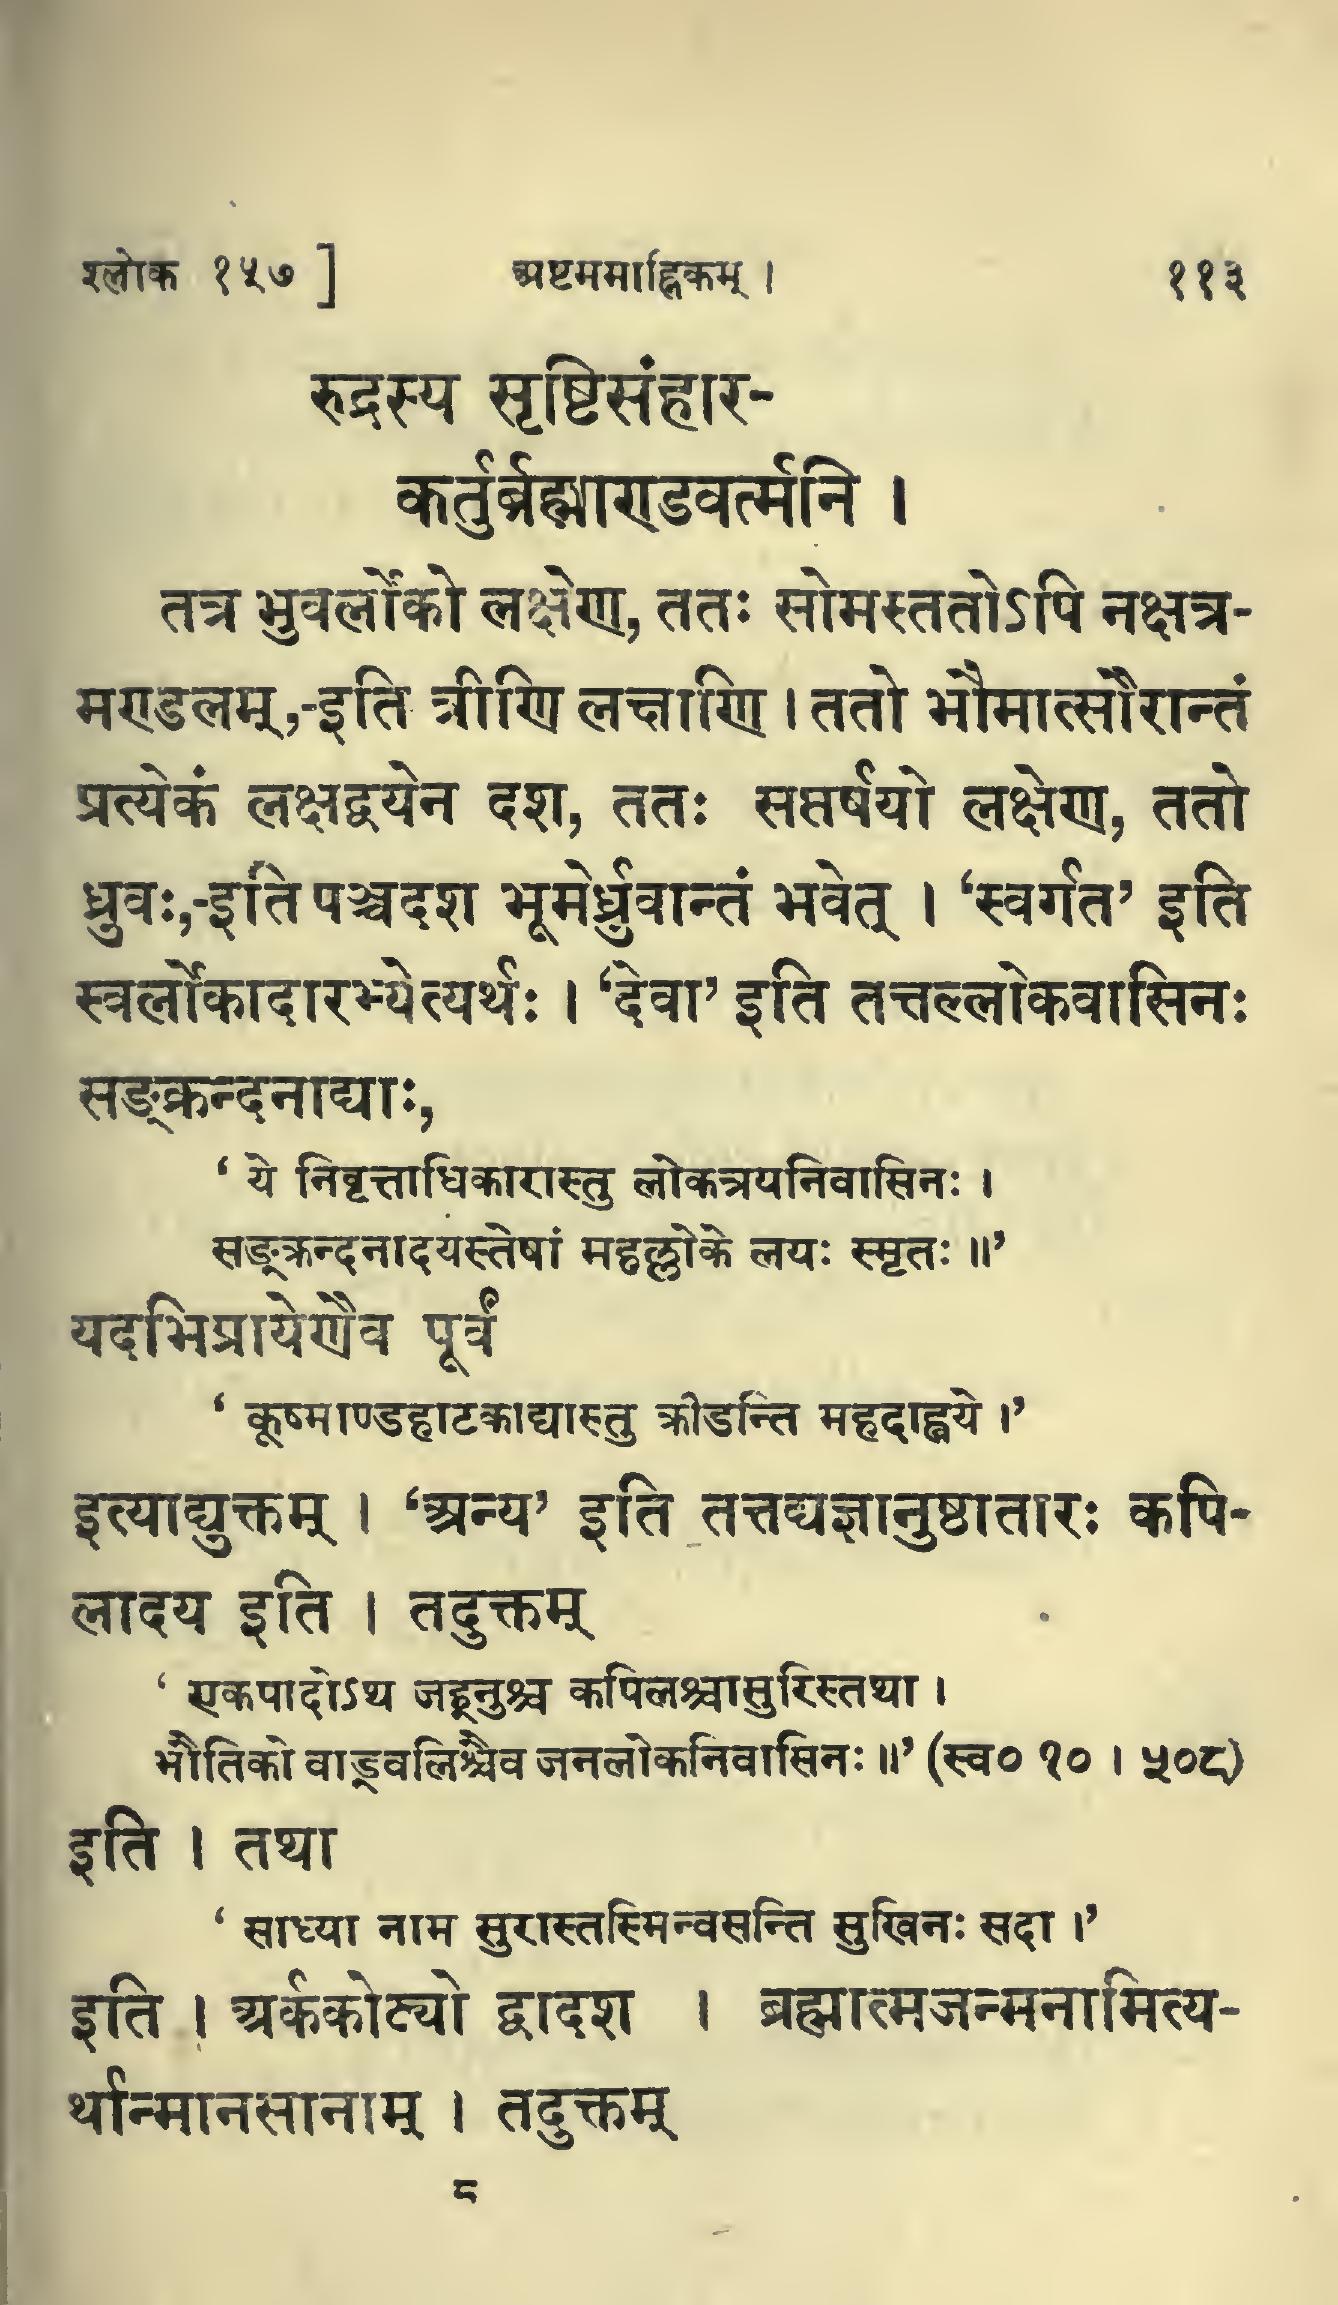 श्लोक १५७ ] अष्टममाह्निकम् । ११३
रुद्रस्य सृष्टिसंहार-
कर्तुर्ब्रह्माण्डवर्त्मनि ।
तत्र भुवर्लोको लक्षेण, ततः सोमस्ततोऽपि नक्षत्र-
मण्डलम्,-इति त्रीणि लक्षाणि । ततो भौमात्सौरान्तं
प्रत्येकं लक्षद्वयेन दश, ततः सप्तर्षयो लक्षेण, ततो
ध्रुवः,-इति पञ्चदश भूमेर्ध्रुवान्तं भवेत् । ‘स्वर्गत’ इति
स्वर्लोकादारभ्येत्यर्थः । ‘देवा’ इति तत्तल्लोकवासिनः
सङ्क्रन्दनाद्याः,
‘ ये निवृत्ताधिकारास्तु लोकत्रयनिवासिनः ।
सङ्क्रन्दनादयस्तेषां महर्ल्लोके लयः स्मृतः ॥’
यदभिप्रायेणैव पूर्वं
‘ कूष्माण्डहाटकाद्यास्तु क्रीडन्ति महदाह्वये ।’
इत्याद्युक्तम् । ‘अन्य’ इति तत्तद्यज्ञानुष्ठातारः कपि-
लादय इति । तदुक्तम्
‘ एकपादोऽथ जह्नुश्च कपिलश्चासुरिस्तथा ।
भौतिको वाड्वलिश्चैव जनलोकनिवासिनः ॥’ (स्व० १० । ५०८)
इति । तथा
‘ साध्या नाम सुरास्तस्मिन्वसन्ति सुखिनः सदा ।’
इति । अर्ककोट्यो द्वादश । ब्रह्मात्मजन्मनामित्य-
र्थान्मानसानाम् । तदुक्तम्
८